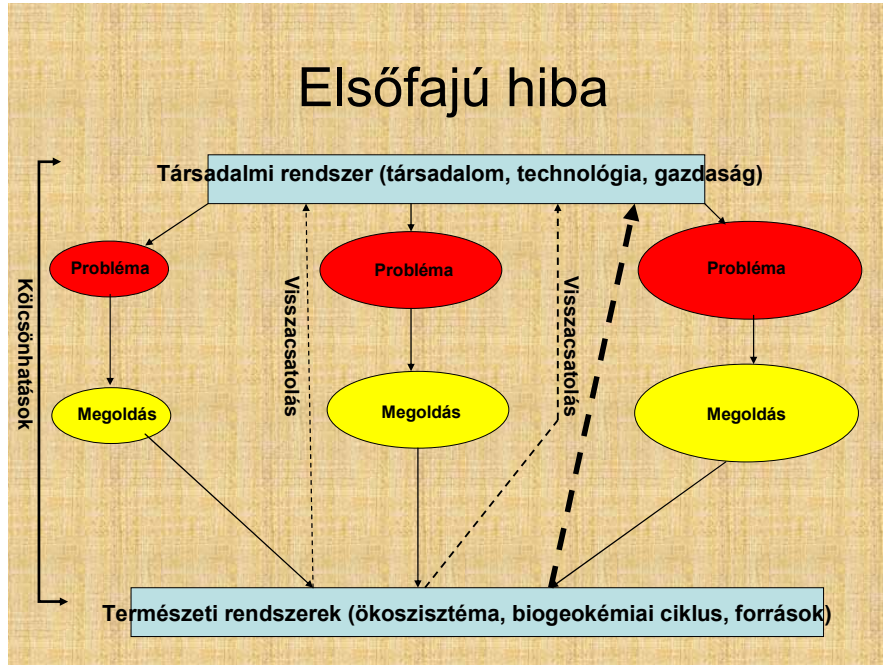 Elsőfajú hiba
Társadalmi rendszer (társadalom, technológia, gazdaság)
Kölcsönhatások
Probléma
Visszacsatolás
Probléma
Visszacsatolás
Probléma
Megoldás
Megoldás
Megoldás
Természeti rendszerek (ökoszisztéma, biogeokémiai ciklus, források)